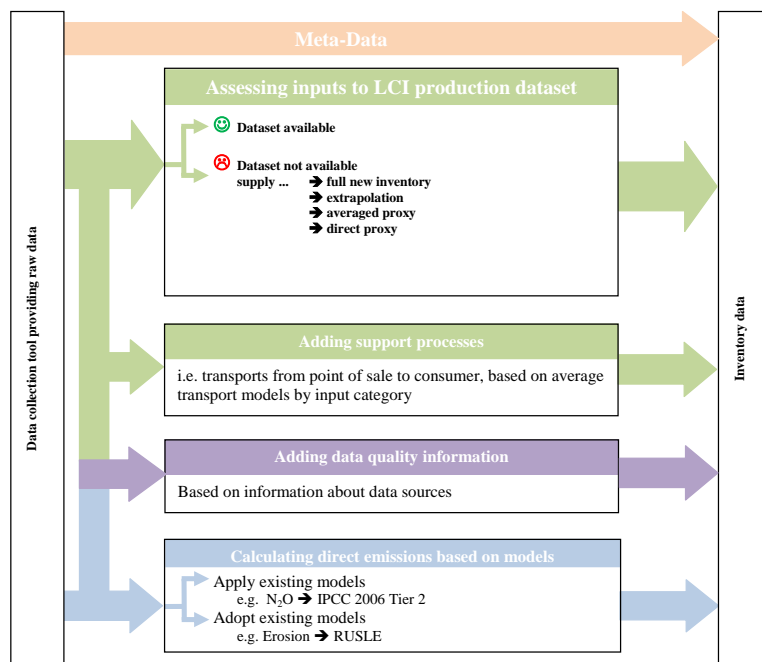 Meta-Data
Data collection tool providing raw data
Assessing inputs to LCI production dataset
Dataset available
Dataset not available
supply ... ➔ full new inventory
➔ extrapolation
➔ averaged proxy
➔ direct proxy
Adding support processes
i.e. transports from point of sale to consumer, based on average
transport models by input category
Adding data quality information
Based on information about data sources
Calculating direct emissions based on models
Apply existing models
e.g. N₂O ➔ IPCC 2006 Tier 2
Adopt existing models
e.g. Erosion ➔ RUSLE
Inventory data